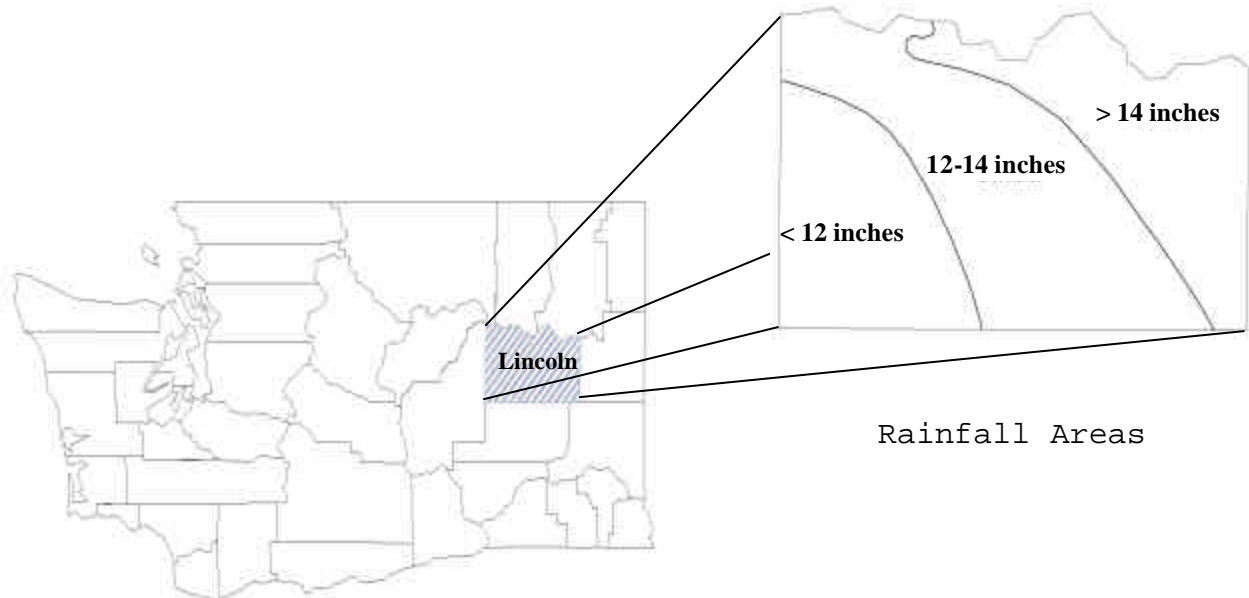 > 14 inches
12-14 inches
< 12 inches
Lincoln
Rainfall Areas